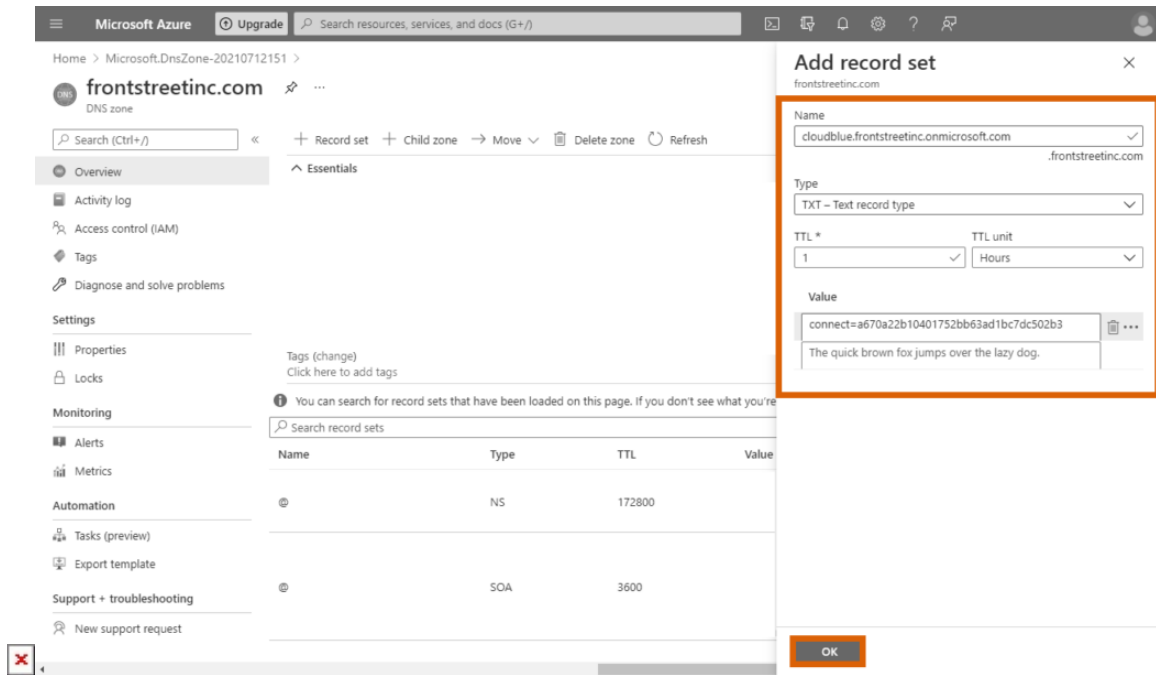 Microsoft Azure
Upgrade
Search resources, services, and docs (G+/)
Home > Microsoft.DnsZone-20210712151 >
DNS
frontstreetinc.com
DNS zone
Search (Ctrl+/)
Overview
Activity log
Access control (IAM)
Tags
Diagnose and solve problems
Settings
Properties
Locks
Monitoring
Alerts
Metrics
Automation
Tasks (preview)
Export template
Support + troubleshooting
New support request
Record set
Child zone
Move
Delete zone
Refresh
Essentials
Tags (change)
Click here to add tags
You can search for record sets that have been loaded on this page. If you don't see what you're
Search record sets
Name Type TTL Value
@ NS 172800
@ SOA 3600
Add record set
frontstreetinc.com
Name
cloudblue.frontstreetinc.onmicrosoft.com
.frontstreetinc.com
Type
TXT – Text record type
TTL * TTL unit
1 Hours
Value
connect=a670a22b10401752bb63ad1bc7dc502b3
The quick brown fox jumps over the lazy dog.
OK